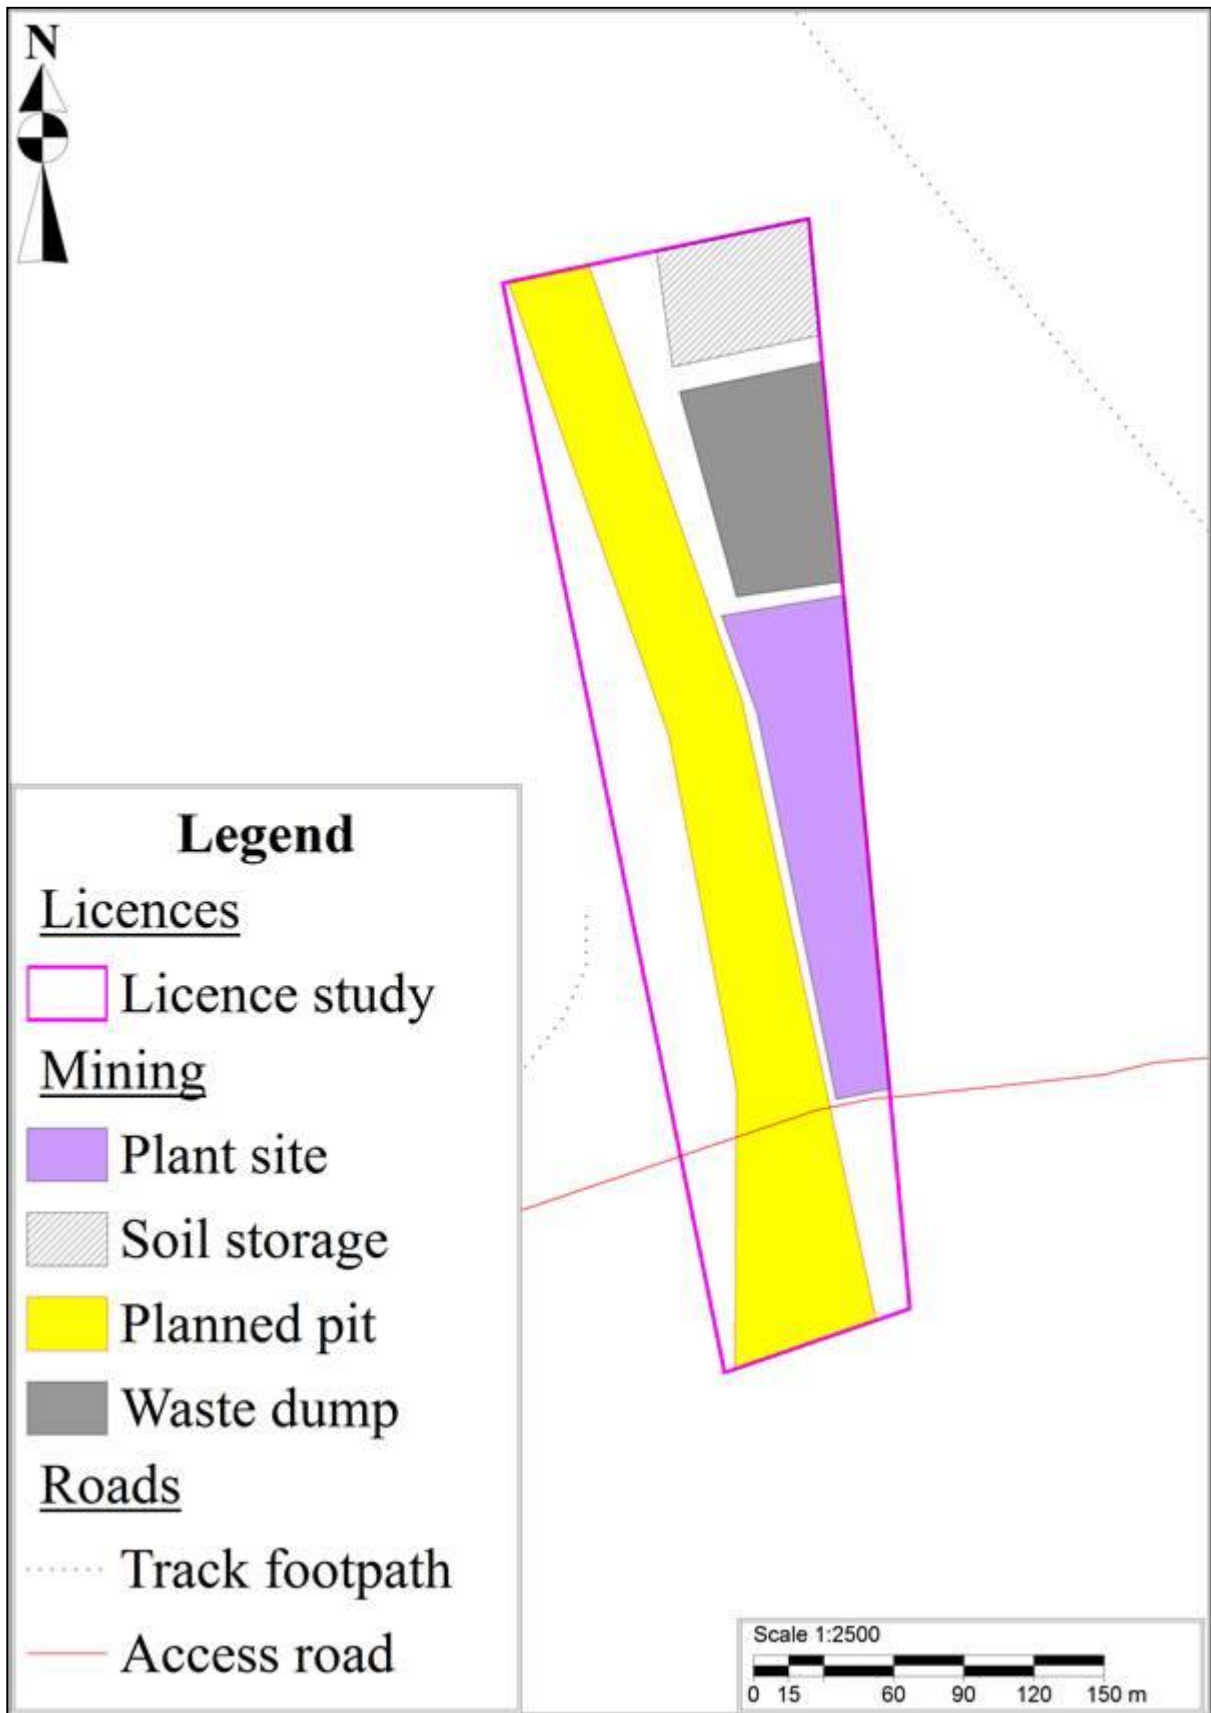 N
Legend
Licences
Licence study
Mining
Plant site
Soil storage
Planned pit
Waste dump
Roads
Track footpath
Access road
Scale 1:2500
0 15 60 90 120 150 m